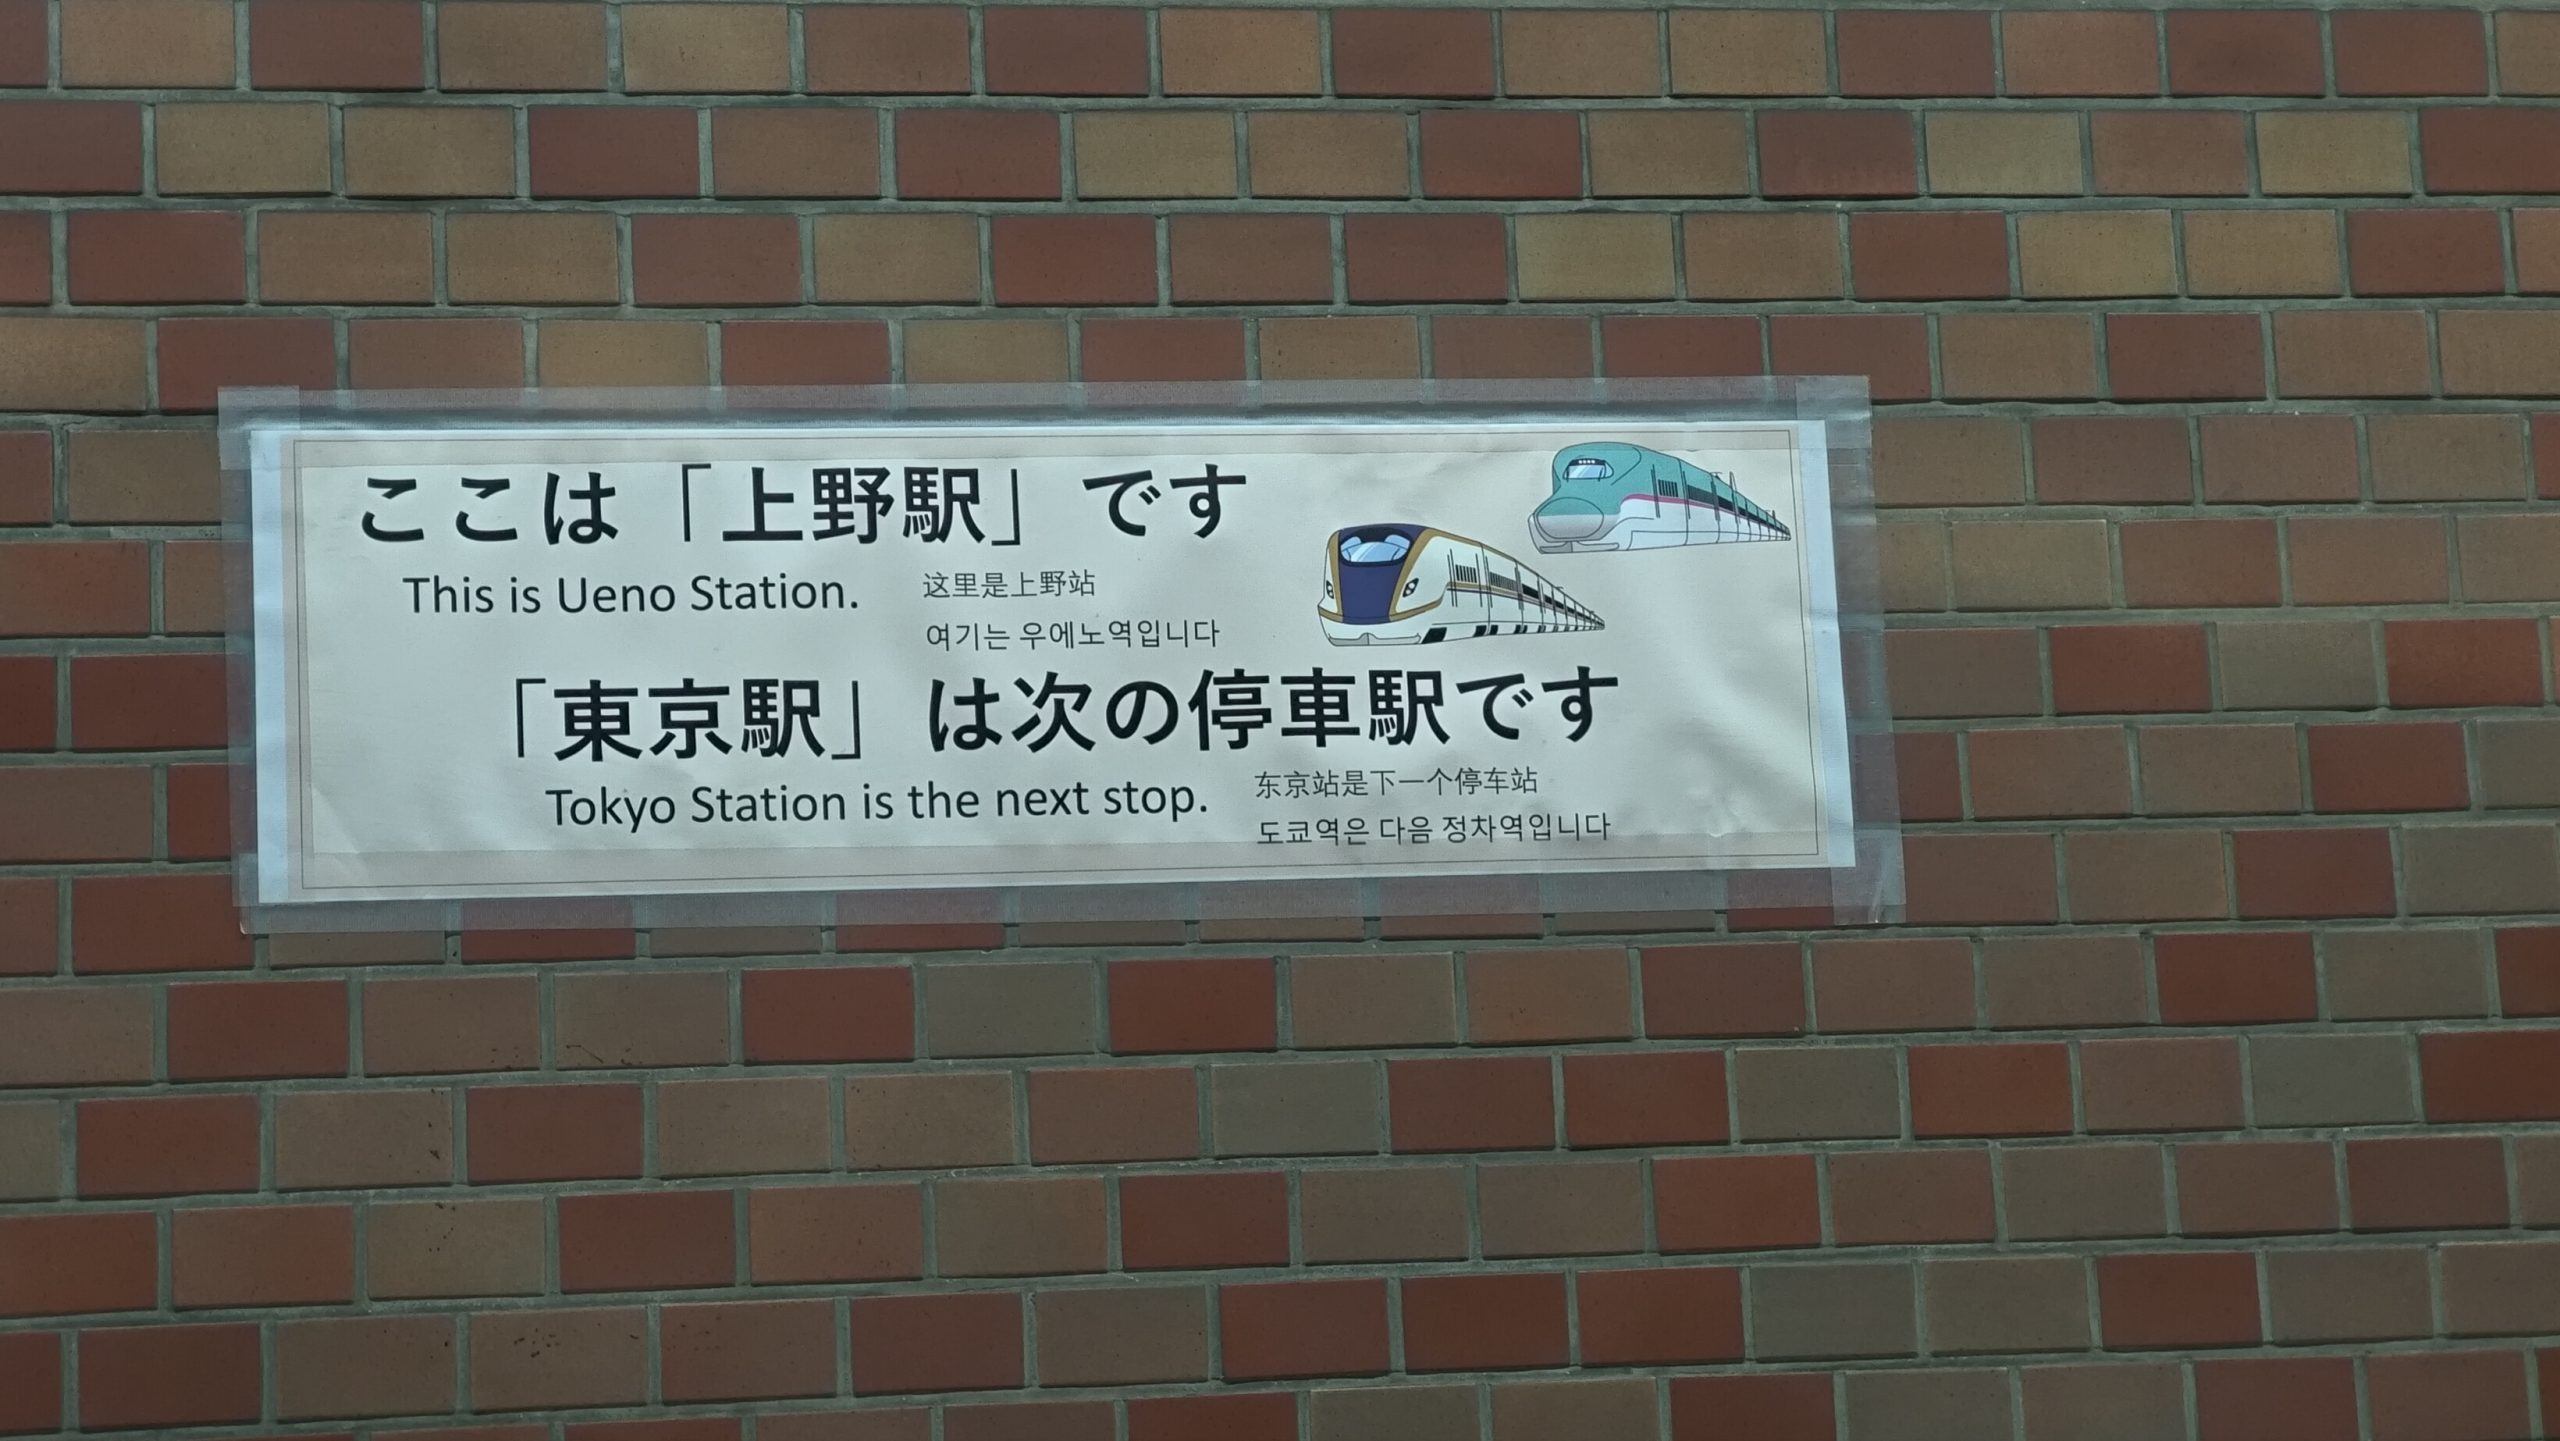 ここは「上野駅」です
This is Ueno Station.
这里是上野站
여기는 우에노역입니다
「東京駅」は次の停車駅です
Tokyo Station is the next stop.
东京站是下一个停车站
도쿄역은 다음 정차역입니다